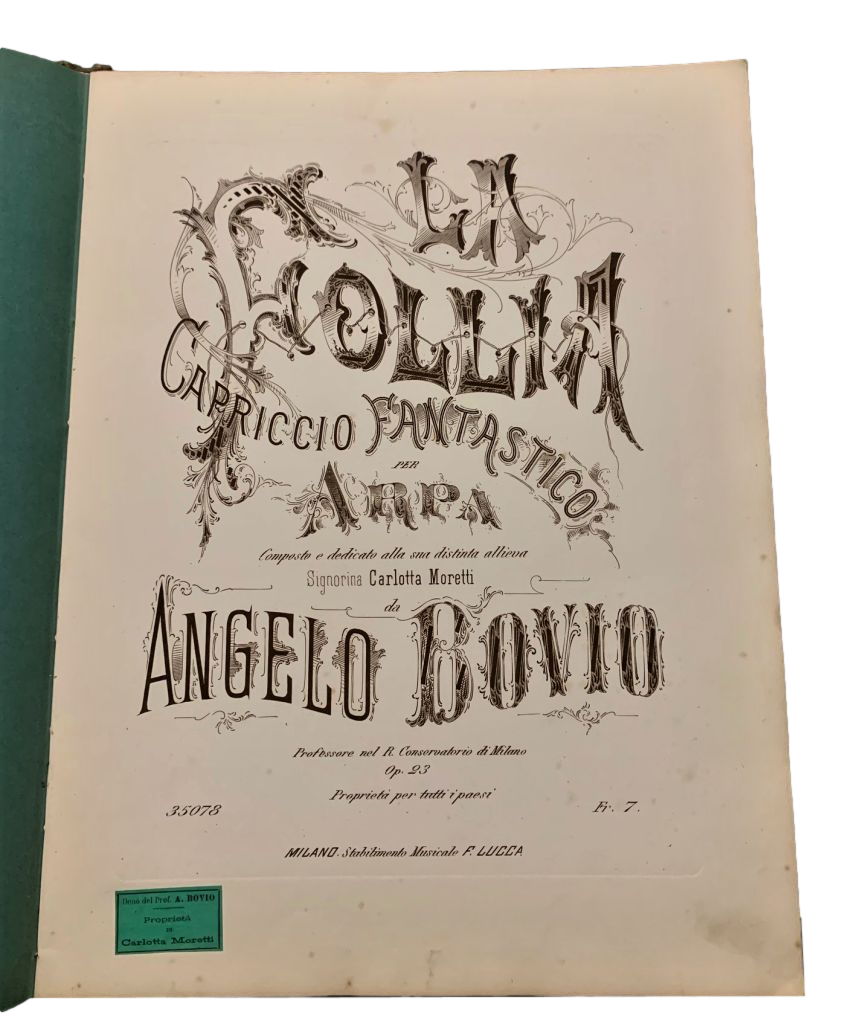 LA
FOLLIA
CAPRICCIO FANTASTICO
PER
ARPA
Composto e dedicato alla sua distinta allieva
Signorina Carlotta Moretti
da
ANGELO BOVIO
Professore nel R. Conservatorio di Milano
Op. 23
Proprietà per tutti i paesi
35078
Fr. 7.
MILANO. Stabilimento Musicale F. LUCCA
Dono del Prof. A. BOVIO
Proprietà
DI
Carlotta Moretti